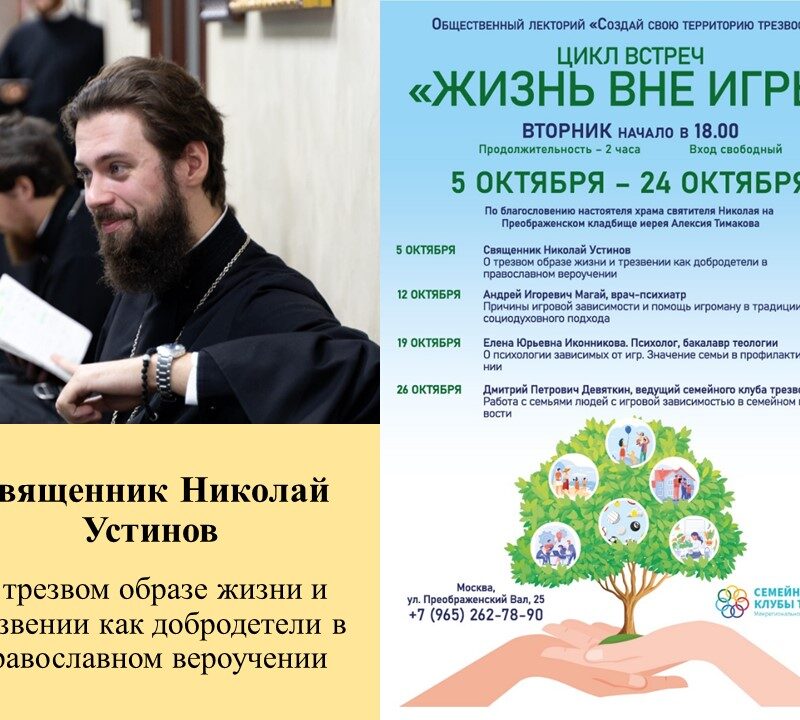 вященник Николай
Устинов
трезвом образе жизни и
звении как добродетели в
равославном вероучении
Общественный лекторий «Создай свою территорию трезвос
ЦИКЛ ВСТРЕЧ
«ЖИЗНЬ ВНЕ ИГРЫ
ВТОРНИК НАЧАЛО В 18.00
Продолжительность – 2 часа Вход свободный
5 ОКТЯБРЯ – 24 ОКТЯБРЯ
По благословению настоятеля храма святителя Николая на
Преображенском кладбище иерея Алексия Тимакова
5 ОКТЯБРЯ Священник Николай Устинов
О трезвом образе жизни и трезвении как добродетели в
православном вероучении
12 ОКТЯБРЯ Андрей Игоревич Магай, врач-психиатр
Причины игровой зависимости и помощь игроману в традиции
социодуховного подхода
19 ОКТЯБРЯ Елена Юрьевна Иконникова. Психолог, бакалавр теологии
О психологии зависимых от игр. Значение семьи в профилакти
нии
26 ОКТЯБРЯ Дмитрий Петрович Девяткин, ведущий семейного клуба трезво
Работа с семьями людей с игровой зависимостью в семейном
вости
Москва,
ул. Преображенский Вал, 25
+7 (965) 262-78-90
СЕМЕЙН
КЛУБЫ Т